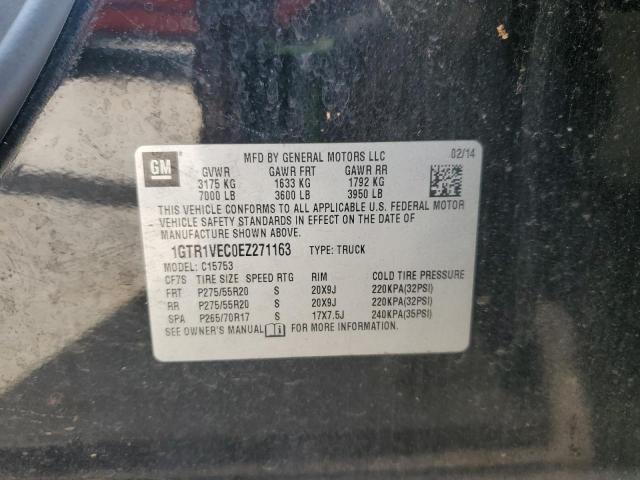 GM
MFD BY GENERAL MOTORS LLC 02/14
GVWR GAWR FRT GAWR RR
3175 KG 1633 KG 1792 KG
7000 LB 3600 LB 3950 LB
THIS VEHICLE CONFORMS TO ALL APPLICABLE U.S. FEDERAL MOTOR
VEHICLE SAFETY STANDARDS IN EFFECT ON THE DATE OF
MANUFACTURE SHOWN ABOVE.
1GTR1VEC0EZ271163 TYPE: TRUCK
MODEL: C15753
CF7S TIRE SIZE SPEED RTG RIM COLD TIRE PRESSURE
FRT P275/55R20 S 20X9J 220KPA(32PSI)
RR P275/55R20 S 20X9J 220KPA(32PSI)
SPA P265/70R17 S 17X7.5J 240KPA(35PSI)
SEE OWNER'S MANUAL FOR MORE INFORMATION.